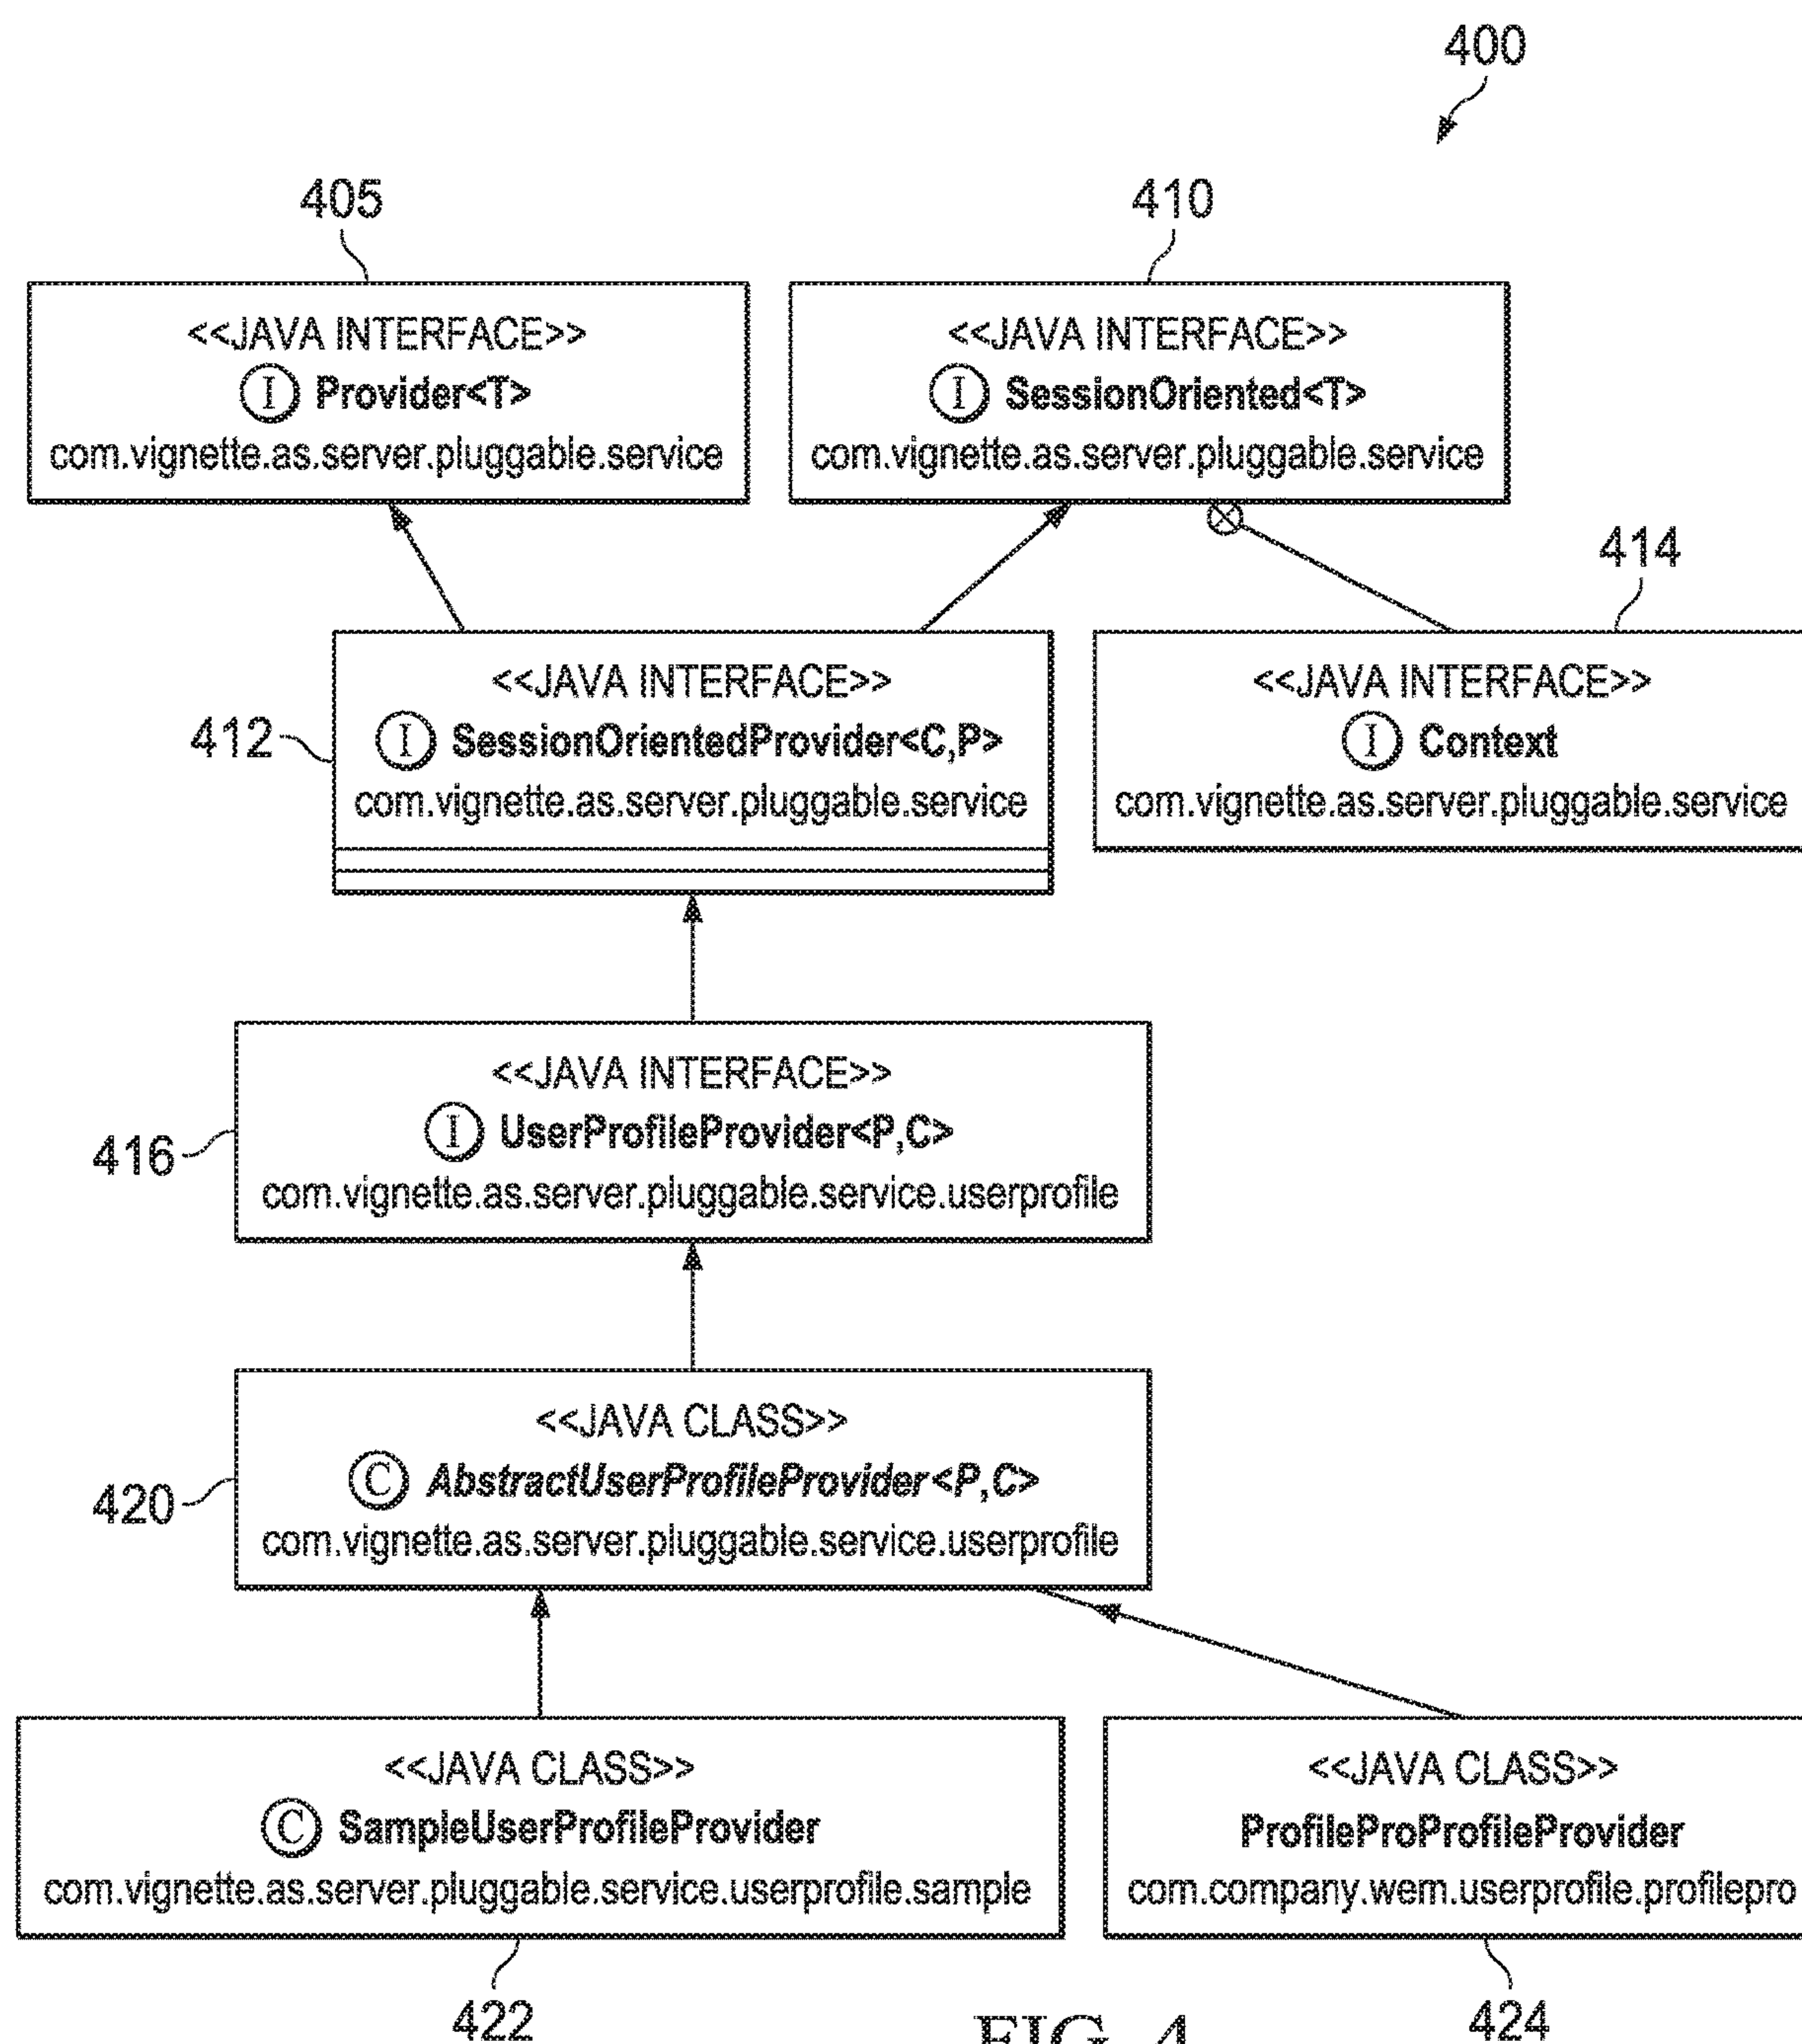 400
405
410
<<JAVA INTERFACE>>
I Provider<T>
com.vignette.as.server.pluggable.service
<<JAVA INTERFACE>>
I SessionOriented<T>
com.vignette.as.server.pluggable.service
414
412
<<JAVA INTERFACE>>
I SessionOrientedProvider<C,P>
com.vignette.as.server.pluggable.service
<<JAVA INTERFACE>>
I Context
com.vignette.as.server.pluggable.service
416
<<JAVA INTERFACE>>
I UserProfileProvider<P,C>
com.vignette.as.server.pluggable.service.userprofile
420
<<JAVA CLASS>>
C AbstractUserProfileProvider<P,C>
com.vignette.as.server.pluggable.service.userprofile
<<JAVA CLASS>>
C SampleUserProfileProvider
com.vignette.as.server.pluggable.service.userprofile.sample
<<JAVA CLASS>>
ProfileProProfileProvider
com.company.wem.userprofile.profilepro
422
FIG. 4
424